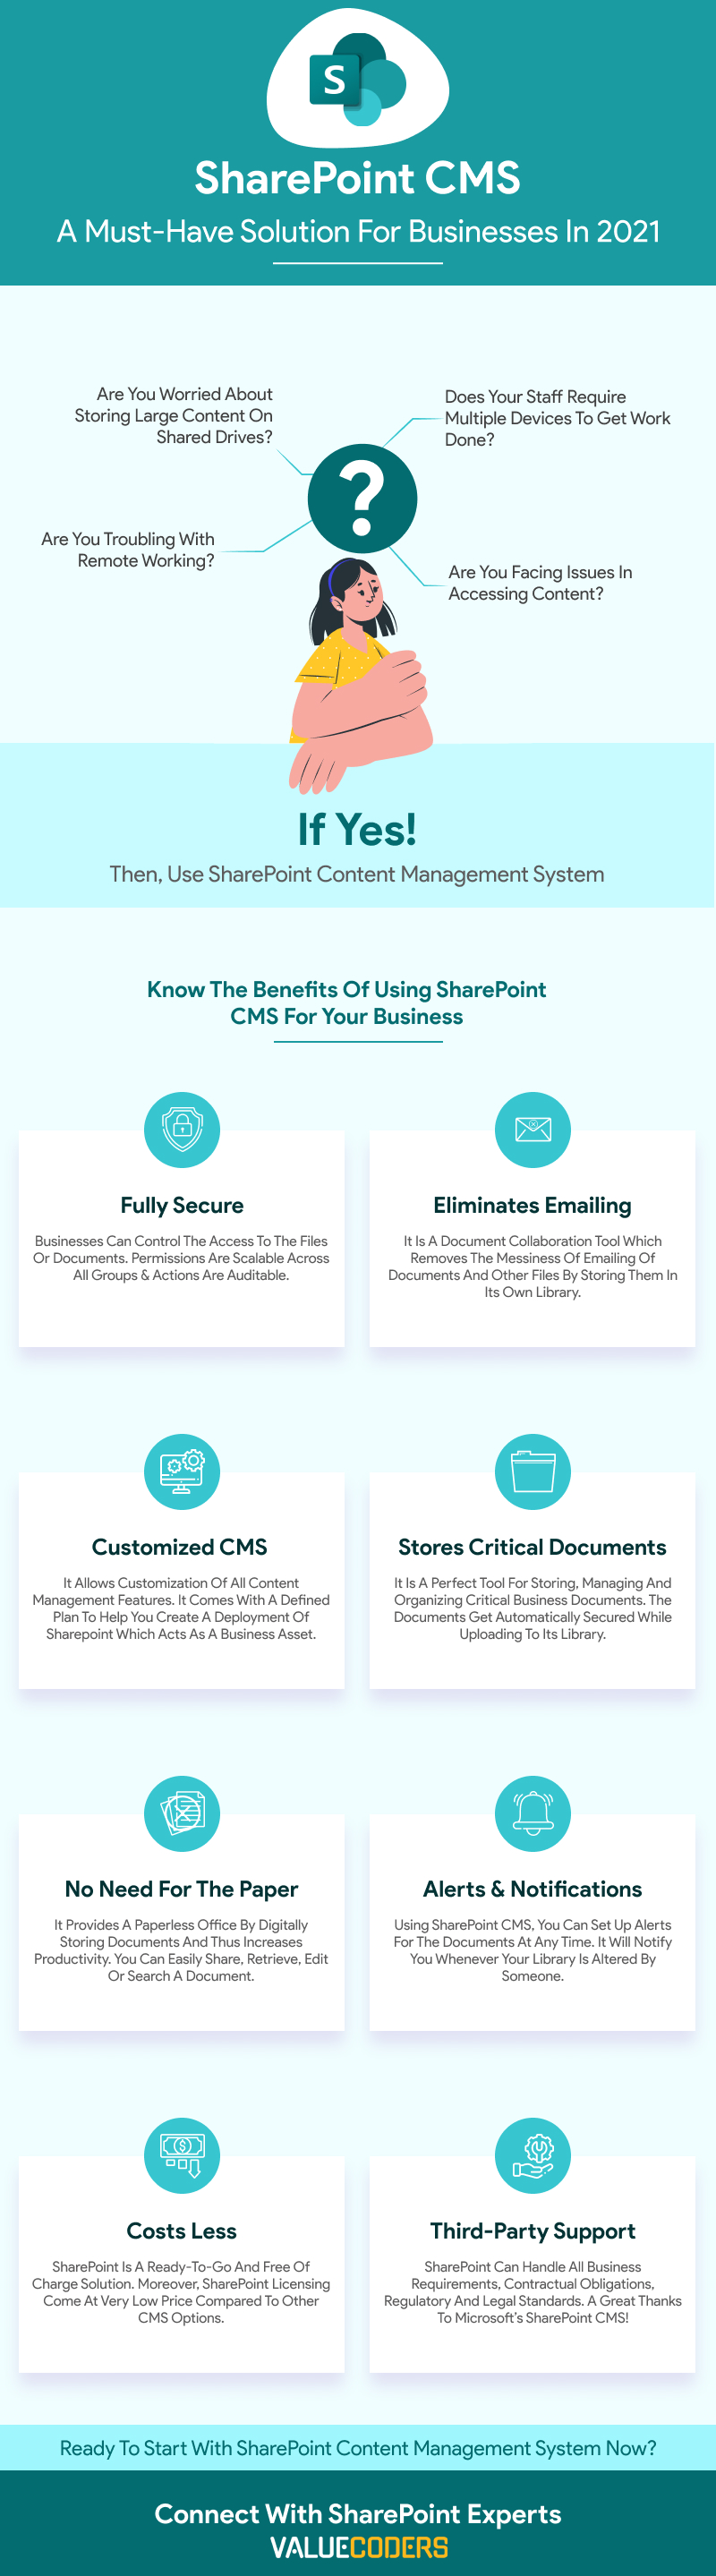 S
SharePoint CMS
A Must-Have Solution For Businesses In 2021
Are You Worried About
Storing Large Content On
Shared Drives?
Does Your Staff Require
Multiple Devices To Get Work
Done?
?
Are You Troubling With
Remote Working?
Are You Facing Issues In
Accessing Content?
If Yes!
Then, Use SharePoint Content Management System
Know The Benefits Of Using SharePoint
CMS For Your Business
Fully Secure
Businesses Can Control The Access To The Files
Or Documents. Permissions Are Scalable Across
All Groups & Actions Are Auditable.
Eliminates Emailing
It Is A Document Collaboration Tool Which
Removes The Messiness Of Emailing Of
Documents And Other Files By Storing Them In
Its Own Library.
Customized CMS
It Allows Customization Of All Content
Management Features. It Comes With A Defined
Plan To Help You Create A Deployment Of
Sharepoint Which Acts As A Business Asset.
Stores Critical Documents
It Is A Perfect Tool For Storing, Managing And
Organizing Critical Business Documents. The
Documents Get Automatically Secured While
Uploading To Its Library.
No Need For The Paper
It Provides A Paperless Office By Digitally
Storing Documents And Thus Increases
Productivity. You Can Easily Share, Retrieve, Edit
Or Search A Document.
Alerts & Notifications
Using SharePoint CMS, You Can Set Up Alerts
For The Documents At Any Time. It Will Notify
You Whenever Your Library Is Altered By
Someone.
$
Costs Less
SharePoint Is A Ready-To-Go And Free Of
Charge Solution. Moreover, SharePoint Licensing
Come At Very Low Price Compared To Other
CMS Options.
Third-Party Support
SharePoint Can Handle All Business
Requirements, Contractual Obligations,
Regulatory And Legal Standards. A Great Thanks
To Microsoft's SharePoint CMS!
Ready To Start With SharePoint Content Management System Now?
Connect With SharePoint Experts
VALUECODERS